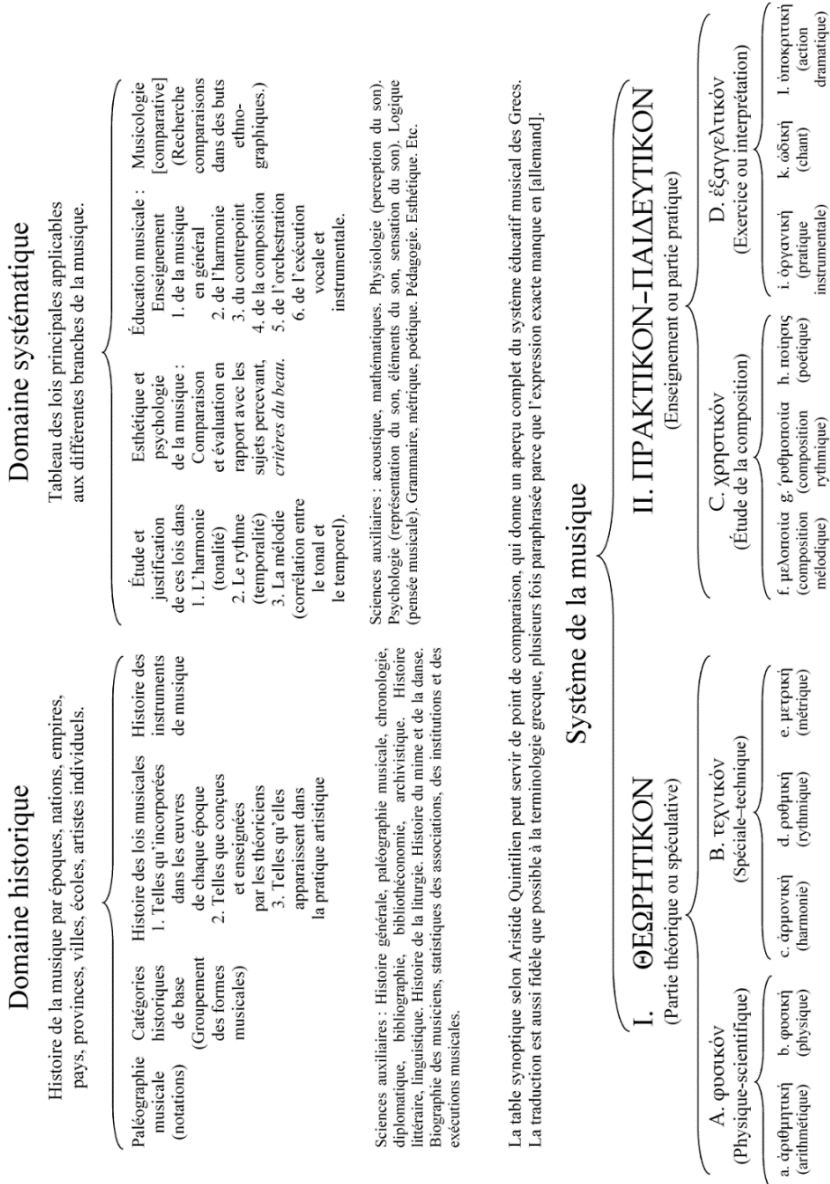 Domaine historique
Histoire de la musique par époques, nations, empires,
pays, provinces, villes, écoles, artistes individuels.
Paléographie
musicale
(notations)
Catégories
historiques
de base
(Groupement
des formes
musicales)
Histoire des lois musicales
1. Telles qu’incorporées
dans les œuvres
de chaque époque
2. Telles que conçues
et enseignées
par les théoriciens
3. Telles qu’elles
apparaissent dans
la pratique artistique
Histoire des
instruments
de musique
Sciences auxiliaires : Histoire générale, paléographie musicale, chronologie,
diplomatique, bibliographie, bibliothéconomie, archivistique. Histoire
littéraire, linguistique. Histoire de la liturgie. Histoire du mime et de la danse.
Biographie des musiciens, statistiques des associations, des institutions et des
exécutions musicales.
Domaine systématique
Tableau des lois principales applicables
aux différentes branches de la musique.
Étude et
justification
de ces lois dans
1. L’harmonie
(tonalité)
2. Le rythme
(temporalité)
3. La mélodie
(corrélation entre
le tonal et
le temporel).
Esthétique et
psychologie
de la musique :
Comparaison
et évaluation en
rapport avec les
sujets percevant,
critères du beau.
Éducation musicale :
Enseignement
1. de la musique
en général
2. de l’harmonie
3. du contrepoint
4. de la composition
5. de l’orchestration
6. de l’exécution
vocale et
instrumentale.
Musicologie
[comparative]
(Recherche
comparaisons
dans des buts
ethno-
graphiques.)
Sciences auxiliaires : acoustique, mathématiques. Physiologie (perception du son).
Psychologie (représentation du son, éléments du son, sensation du son). Logique
(pensée musicale). Grammaire, métrique, poétique. Pédagogie. Esthétique. Etc.
La table synoptique selon Aristide Quintilien peut servir de point de comparaison, qui donne un aperçu complet du système éducatif musical des Grecs.
La traduction est aussi fidèle que possible à la terminologie grecque, plusieurs fois paraphrasée parce que l’expression exacte manque en [allemand].
Système de la musique
I. ΘΕΩΡΗΤΙΚΟΝ
(Partie théorique ou spéculative)
A. φυσικόν
(Physique-scientifique)
a. ἀριθμητική
(arithmétique)
b. φυσική
(physique)
B. τεχνικόν
(Spéciale–technique)
c. ἁρμονική
(harmonie)
d. ῥυθμική
(rythmique)
e. μετρική
(métrique)
II. ΠΡΑΚΤΙΚΟΝ–ΠΑΙΔΕΥΤΙΚΟΝ
(Enseignement ou partie pratique)
C. χρηστικόν
(Étude de la composition)
f. μελοποιία
(composition
mélodique)
g. ῥυθμοποιία
(composition
rythmique)
h. ποίησις
(poétique)
D. ἐξαγγελτικόν
(Exercice ou interprétation)
i. ὀργανική
(pratique
instrumentale)
k. ᾠδική
(chant)
l. ὑποκριτική
(action
dramatique)